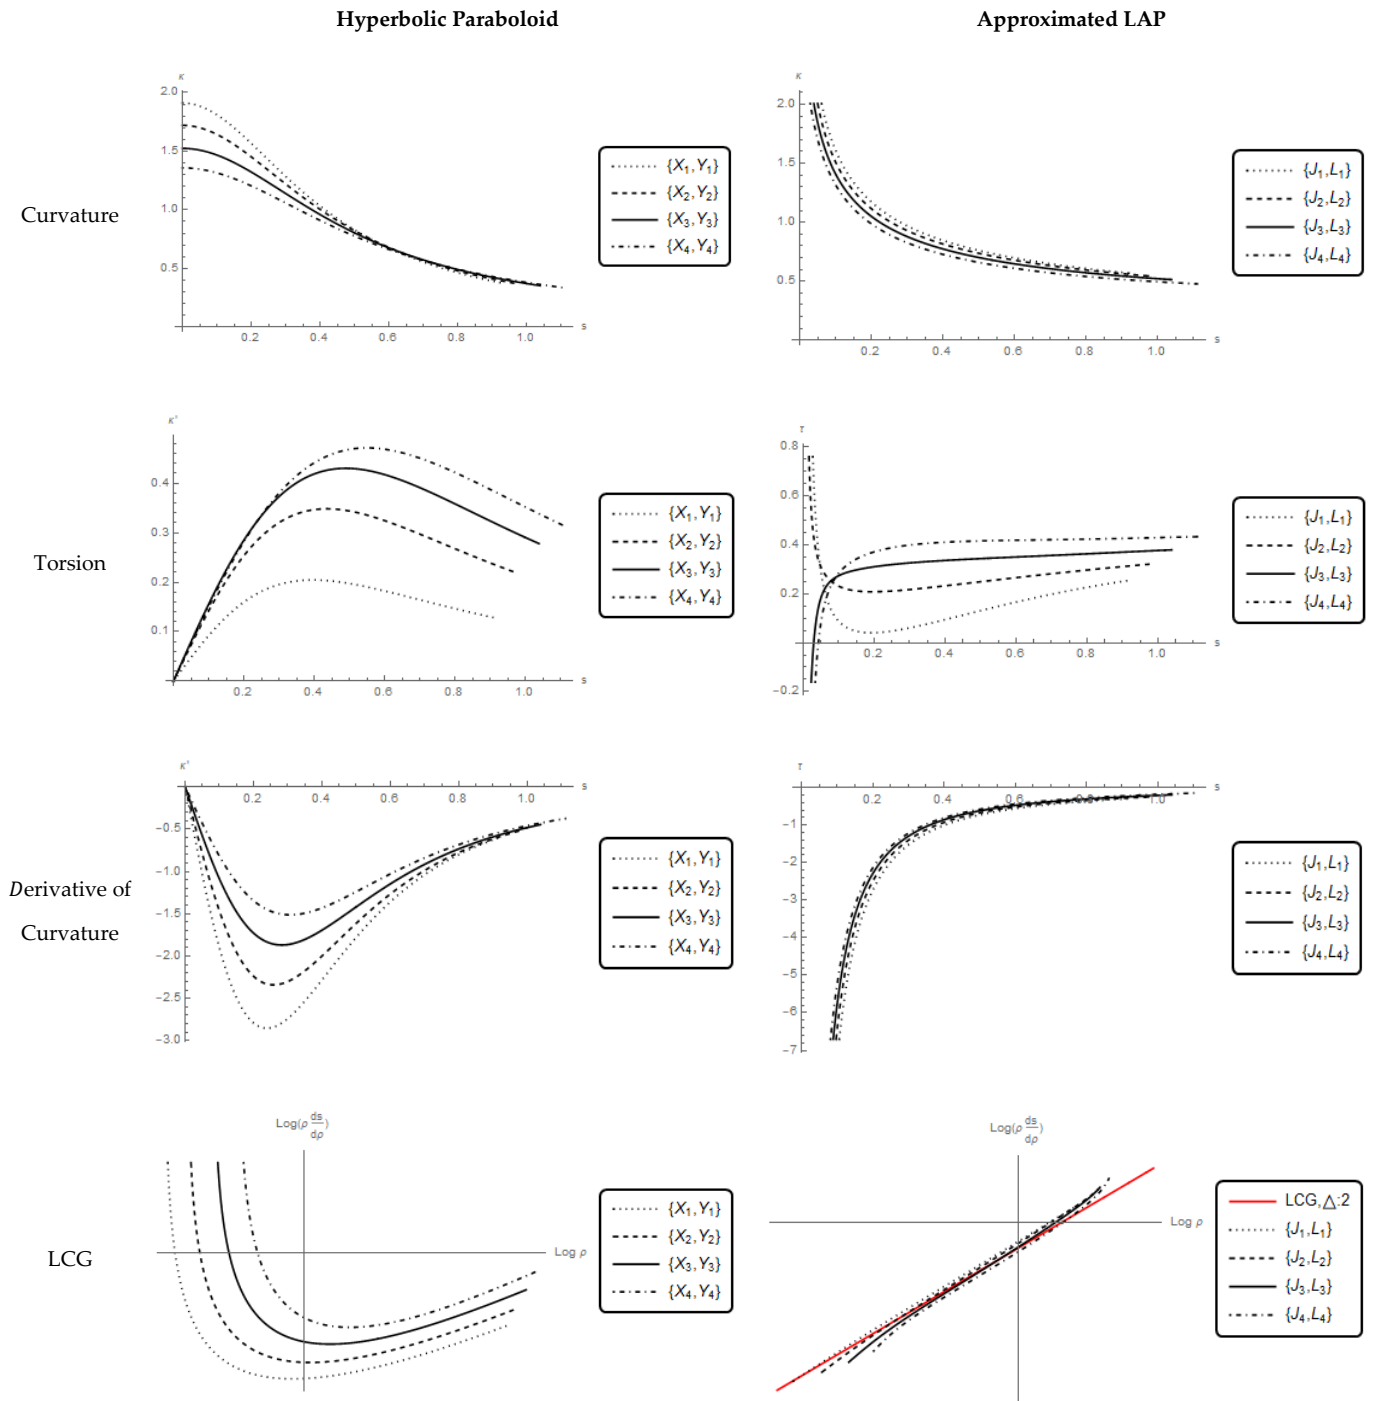 Hyperbolic Paraboloid
Approximated LAP
Curvature
κ
2.0
1.5
1.0
0.5
0.2 0.4 0.6 0.8 1.0 s
{X₁,Y₁}
{X₂,Y₂}
{X₃,Y₃}
{X₄,Y₄}
κ
2.0
1.5
1.0
0.5
0.2 0.4 0.6 0.8 1.0 s
{J₁,L₁}
{J₂,L₂}
{J₃,L₃}
{J₄,L₄}
Torsion
κ'
0.4
0.3
0.2
0.1
0.2 0.4 0.6 0.8 1.0 s
{X₁,Y₁}
{X₂,Y₂}
{X₃,Y₃}
{X₄,Y₄}
τ
0.8
0.6
0.4
0.2
-0.2
0.2 0.4 0.6 0.8 1.0 s
{J₁,L₁}
{J₂,L₂}
{J₃,L₃}
{J₄,L₄}
Derivative of
Curvature
κ'
0.2 0.4 0.6 0.8 1.0 s
-0.5
-1.0
-1.5
-2.0
-2.5
-3.0
{X₁,Y₁}
{X₂,Y₂}
{X₃,Y₃}
{X₄,Y₄}
τ
0.2 0.4 0.6 0.8 1.0 s
-1
-2
-3
-4
-5
-6
-7
{J₁,L₁}
{J₂,L₂}
{J₃,L₃}
{J₄,L₄}
LCG
Log(ρ ds/dρ)
Log ρ
{X₁,Y₁}
{X₂,Y₂}
{X₃,Y₃}
{X₄,Y₄}
Log(ρ ds/dρ)
Log ρ
LCG,△:2
{J₁,L₁}
{J₂,L₂}
{J₃,L₃}
{J₄,L₄}